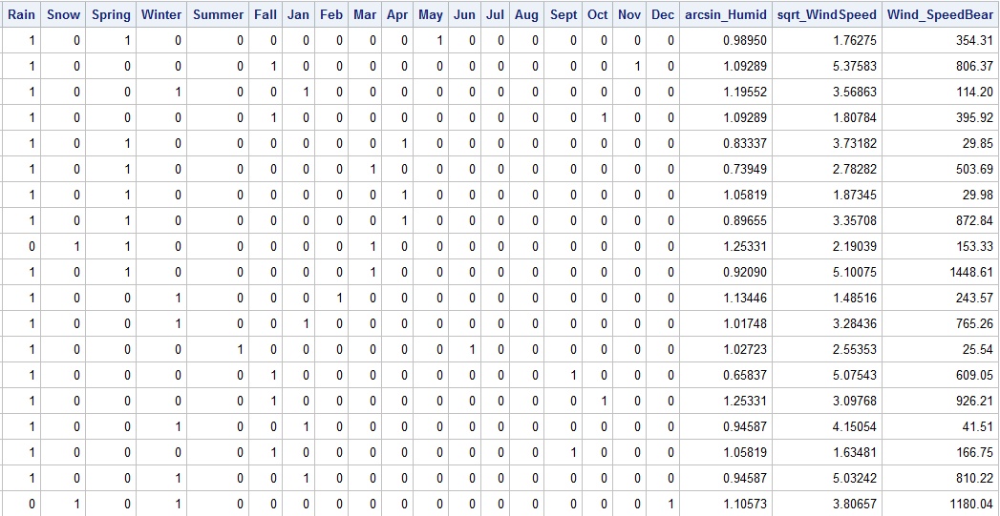 Rain Snow Spring Winter Summer Fall Jan Feb Mar Apr May Jun Jul Aug Sept Oct Nov Dec arcsin_Humid sqrt_WindSpeed Wind_SpeedBear
1 0 1 0 0 0 0 0 0 0 1 0 0 0 0 0 0 0 0.98950 1.76275 354.31
1 0 0 0 0 1 0 0 0 0 0 0 0 0 0 0 1 0 1.09289 5.37583 806.37
1 0 0 1 0 0 1 0 0 0 0 0 0 0 0 0 0 0 1.19552 3.56863 114.20
1 0 0 0 0 1 0 0 0 0 0 0 0 0 0 1 0 0 1.09289 1.80784 395.92
1 0 1 0 0 0 0 0 0 1 0 0 0 0 0 0 0 0 0.83337 3.73182 29.85
1 0 1 0 0 0 0 0 1 0 0 0 0 0 0 0 0 0 0.73949 2.78282 503.69
1 0 1 0 0 0 0 0 0 1 0 0 0 0 0 0 0 0 1.05819 1.87345 29.98
1 0 1 0 0 0 0 0 0 1 0 0 0 0 0 0 0 0 0.89655 3.35708 872.84
0 1 1 0 0 0 0 0 1 0 0 0 0 0 0 0 0 0 1.25331 2.19039 153.33
1 0 1 0 0 0 0 0 1 0 0 0 0 0 0 0 0 0 0.92090 5.10075 1448.61
1 0 0 1 0 0 0 1 0 0 0 0 0 0 0 0 0 0 1.13446 1.48516 243.57
1 0 0 1 0 0 1 0 0 0 0 0 0 0 0 0 0 0 1.01748 3.28436 765.26
1 0 0 0 1 0 0 0 0 0 0 1 0 0 0 0 0 0 1.02723 2.55353 25.54
1 0 0 0 0 1 0 0 0 0 0 0 0 0 1 0 0 0 0.65837 5.07543 609.05
1 0 0 0 0 1 0 0 0 0 0 0 0 0 0 1 0 0 1.25331 3.09768 926.21
1 0 0 1 0 0 1 0 0 0 0 0 0 0 0 0 0 0 0.94587 4.15054 41.51
1 0 0 0 0 1 0 0 0 0 0 0 0 0 1 0 0 0 1.05819 1.63481 166.75
1 0 0 1 0 0 1 0 0 0 0 0 0 0 0 0 0 0 0.94587 5.03242 810.22
0 1 0 1 0 0 0 0 0 0 0 0 0 0 0 0 0 1 1.10573 3.80657 1180.04